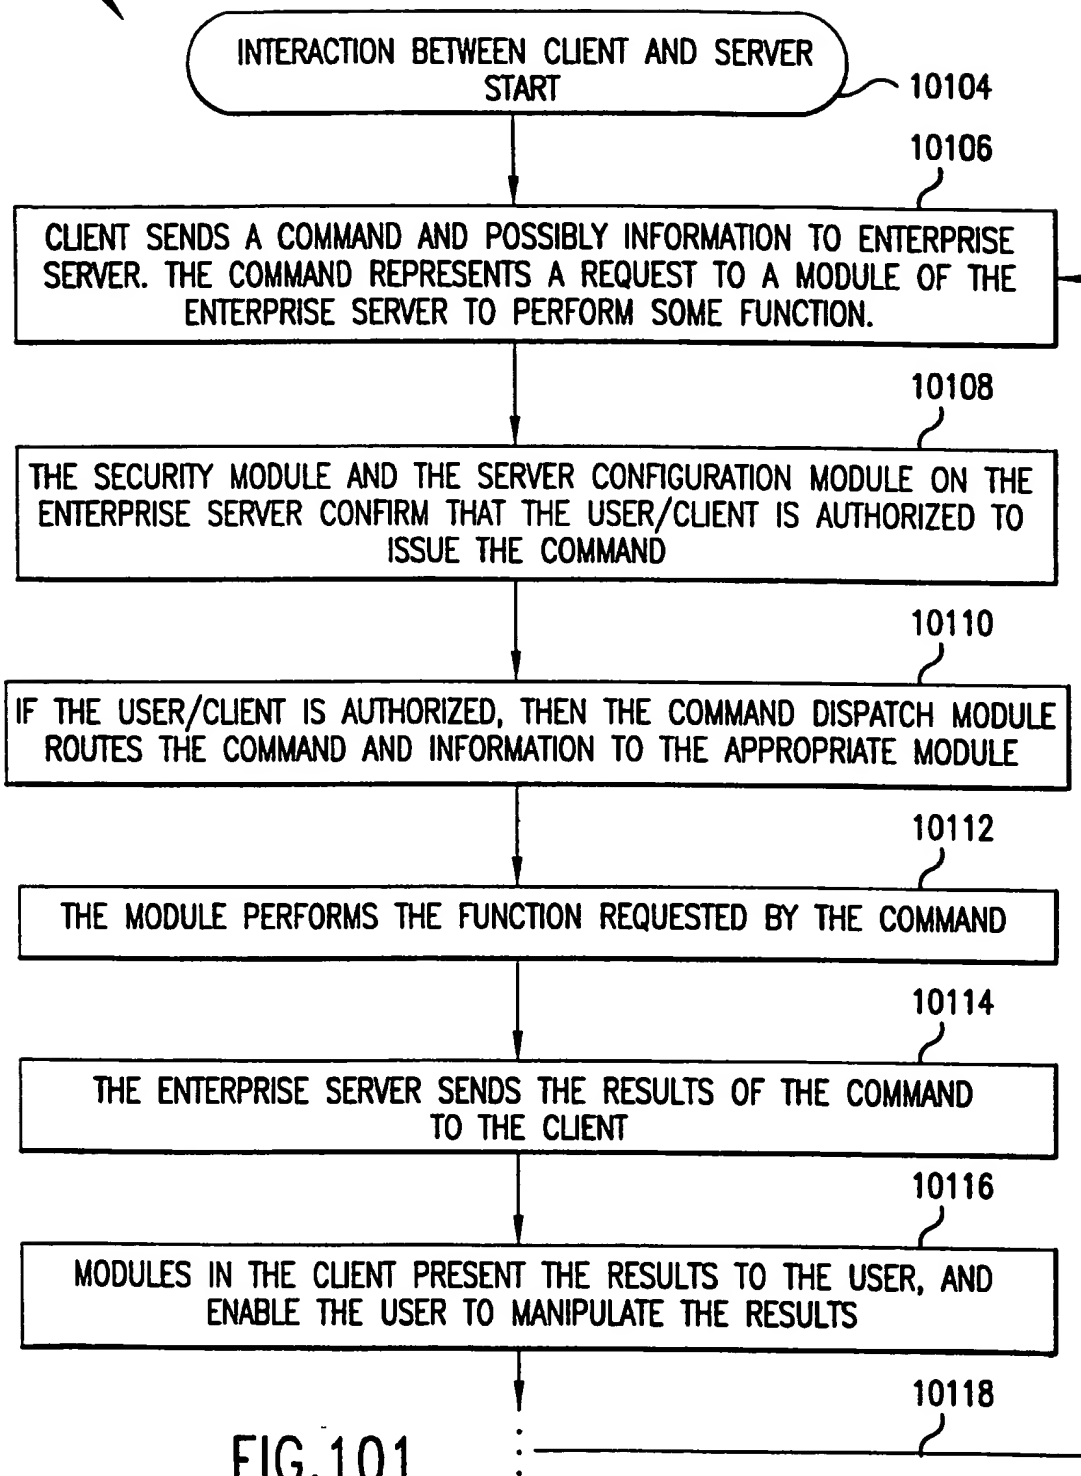 INTERACTION BETWEEN CLIENT AND SERVER
START
10104
10106
CLIENT SENDS A COMMAND AND POSSIBLY INFORMATION TO ENTERPRISE
SERVER. THE COMMAND REPRESENTS A REQUEST TO A MODULE OF THE
ENTERPRISE SERVER TO PERFORM SOME FUNCTION.
10108
THE SECURITY MODULE AND THE SERVER CONFIGURATION MODULE ON THE
ENTERPRISE SERVER CONFIRM THAT THE USER/CLIENT IS AUTHORIZED TO
ISSUE THE COMMAND
10110
IF THE USER/CLIENT IS AUTHORIZED, THEN THE COMMAND DISPATCH MODULE
ROUTES THE COMMAND AND INFORMATION TO THE APPROPRIATE MODULE
10112
THE MODULE PERFORMS THE FUNCTION REQUESTED BY THE COMMAND
10114
THE ENTERPRISE SERVER SENDS THE RESULTS OF THE COMMAND
TO THE CLIENT
10116
MODULES IN THE CLIENT PRESENT THE RESULTS TO THE USER, AND
ENABLE THE USER TO MANIPULATE THE RESULTS
10118
FIG.101